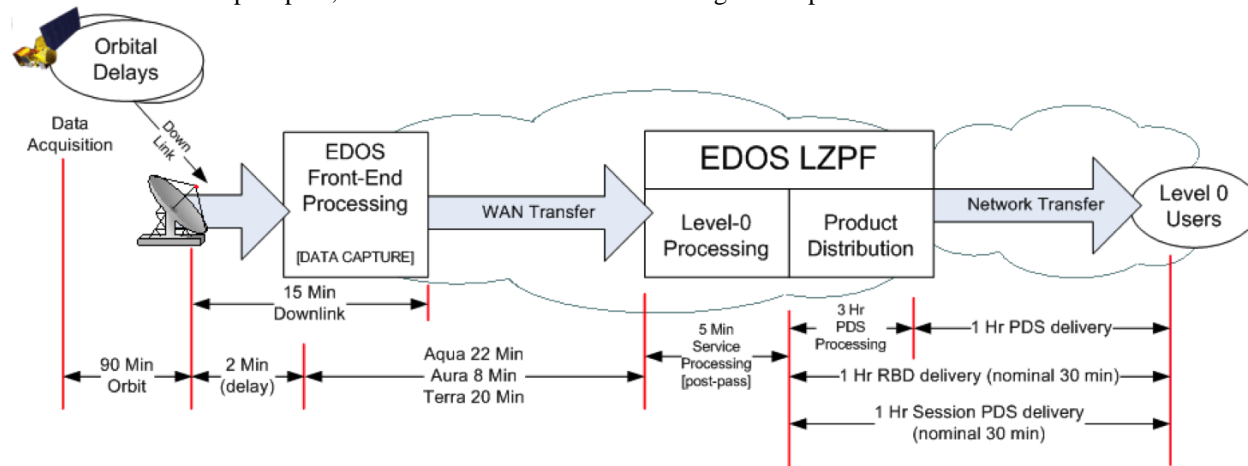 Orbital
Delays
Data
Acquisition
Down
Link
EDOS
Front-End
Processing
[DATA CAPTURE]
WAN Transfer
EDOS LZPF
Level-0
Processing
Product
Distribution
Network Transfer
Level 0
Users
15 Min
Downlink
90 Min
Orbit
2 Min
(delay)
Aqua 22 Min
Aura 8 Min
Terra 20 Min
5 Min
Service
Processing
[post-pass]
3 Hr
PDS
Processing
1 Hr PDS delivery
1 Hr RBD delivery (nominal 30 min)
1 Hr Session PDS delivery
(nominal 30 min)